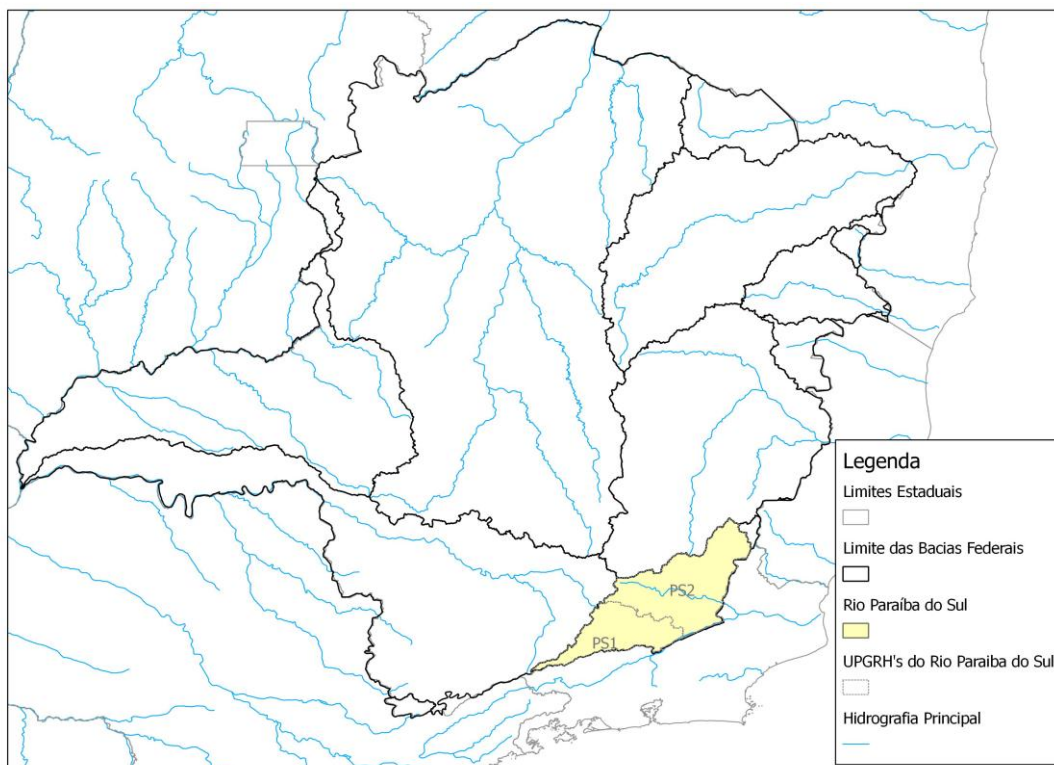 PS2
PS1
Legenda
Limites Estaduais
Limite das Bacias Federais
Rio Paraíba do Sul
UPGRH's do Rio Paraiba do Sul
Hidrografia Principal